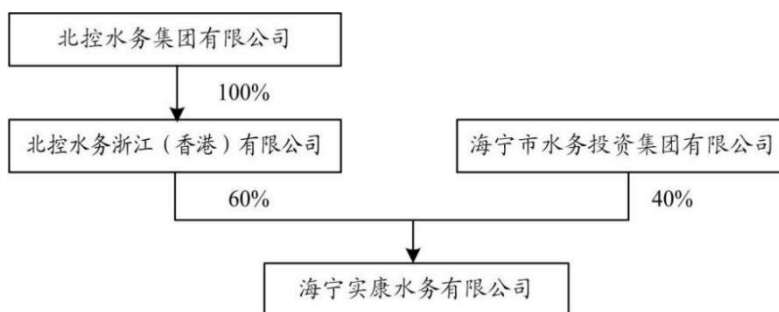 北控水务集团有限公司
100%
北控水务浙江（香港）有限公司
海宁市水务投资集团有限公司
60%
40%
海宁实康水务有限公司